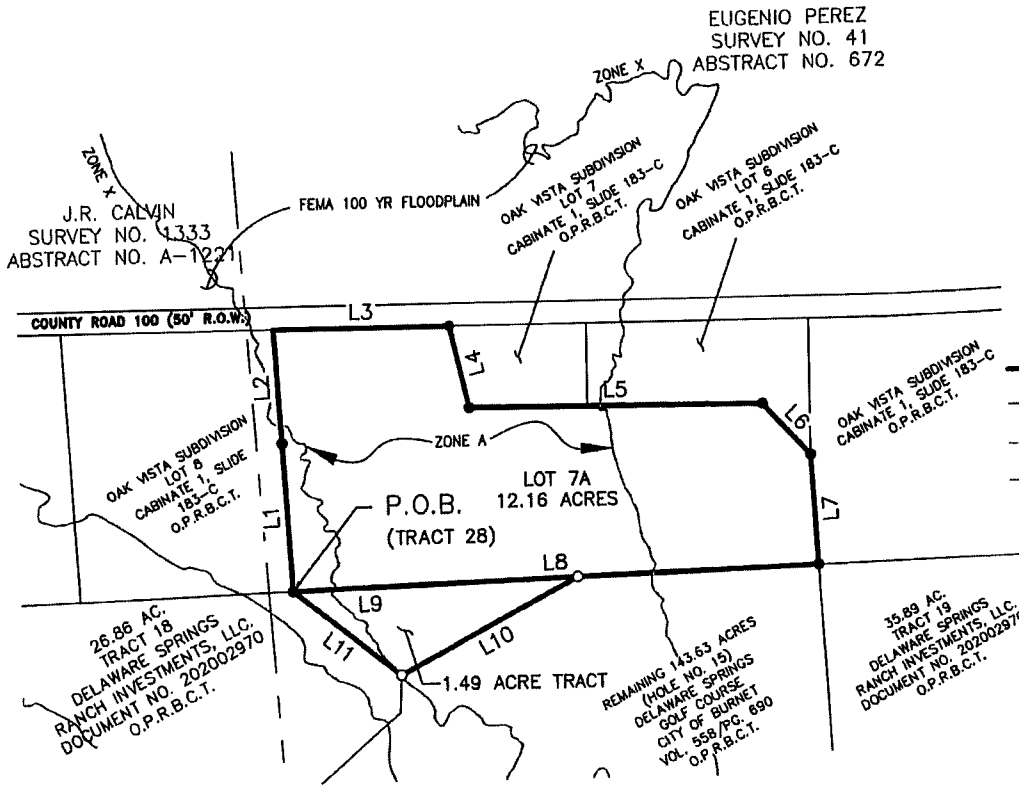 EUGENIO PEREZ
SURVEY NO. 41
ABSTRACT NO. 672
ZONE X
ZONE X
J.R. CALVIN
SURVEY NO. 1333
ABSTRACT NO. A-1221
FEMA 100 YR FLOODPLAIN
OAK VISTA SUBDIVISION
LOT 7
CABINATE 1, SLIDE 183-C
O.P.R.B.C.T.
OAK VISTA SUBDIVISION
LOT 6
CABINATE 1, SLIDE 183-C
O.P.R.B.C.T.
COUNTY ROAD 100 (50' R.O.W.)
L3
L4
L2
L5
L6
OAK VISTA SUBDIVISION
CABINATE 1, SLIDE 183-C
O.P.R.B.C.T.
ZONE A
OAK VISTA SUBDIVISION
LOT 8
CABINATE 1, SLIDE
183-C
O.P.R.B.C.T.
LOT 7A
12.16 ACRES
P.O.B.
(TRACT 28)
L1
L7
L8
L9
L10
L11
1.49 ACRE TRACT
26.86 AC.
TRACT 18
DELAWARE SPRINGS
RANCH INVESTMENTS, LLC.
DOCUMENT NO. 202002970
O.P.R.B.C.T.
REMAINING 143.63 ACRES
(HOLE NO. 15)
DELAWARE SPRINGS
GOLF COURSE
CITY OF BURNET
VOL. 558/PG. 690
O.P.R.B.C.T.
35.89 AC.
TRACT 19
DELAWARE SPRINGS
RANCH INVESTMENTS, LLC.
DOCUMENT NO. 202002970
O.P.R.B.C.T.